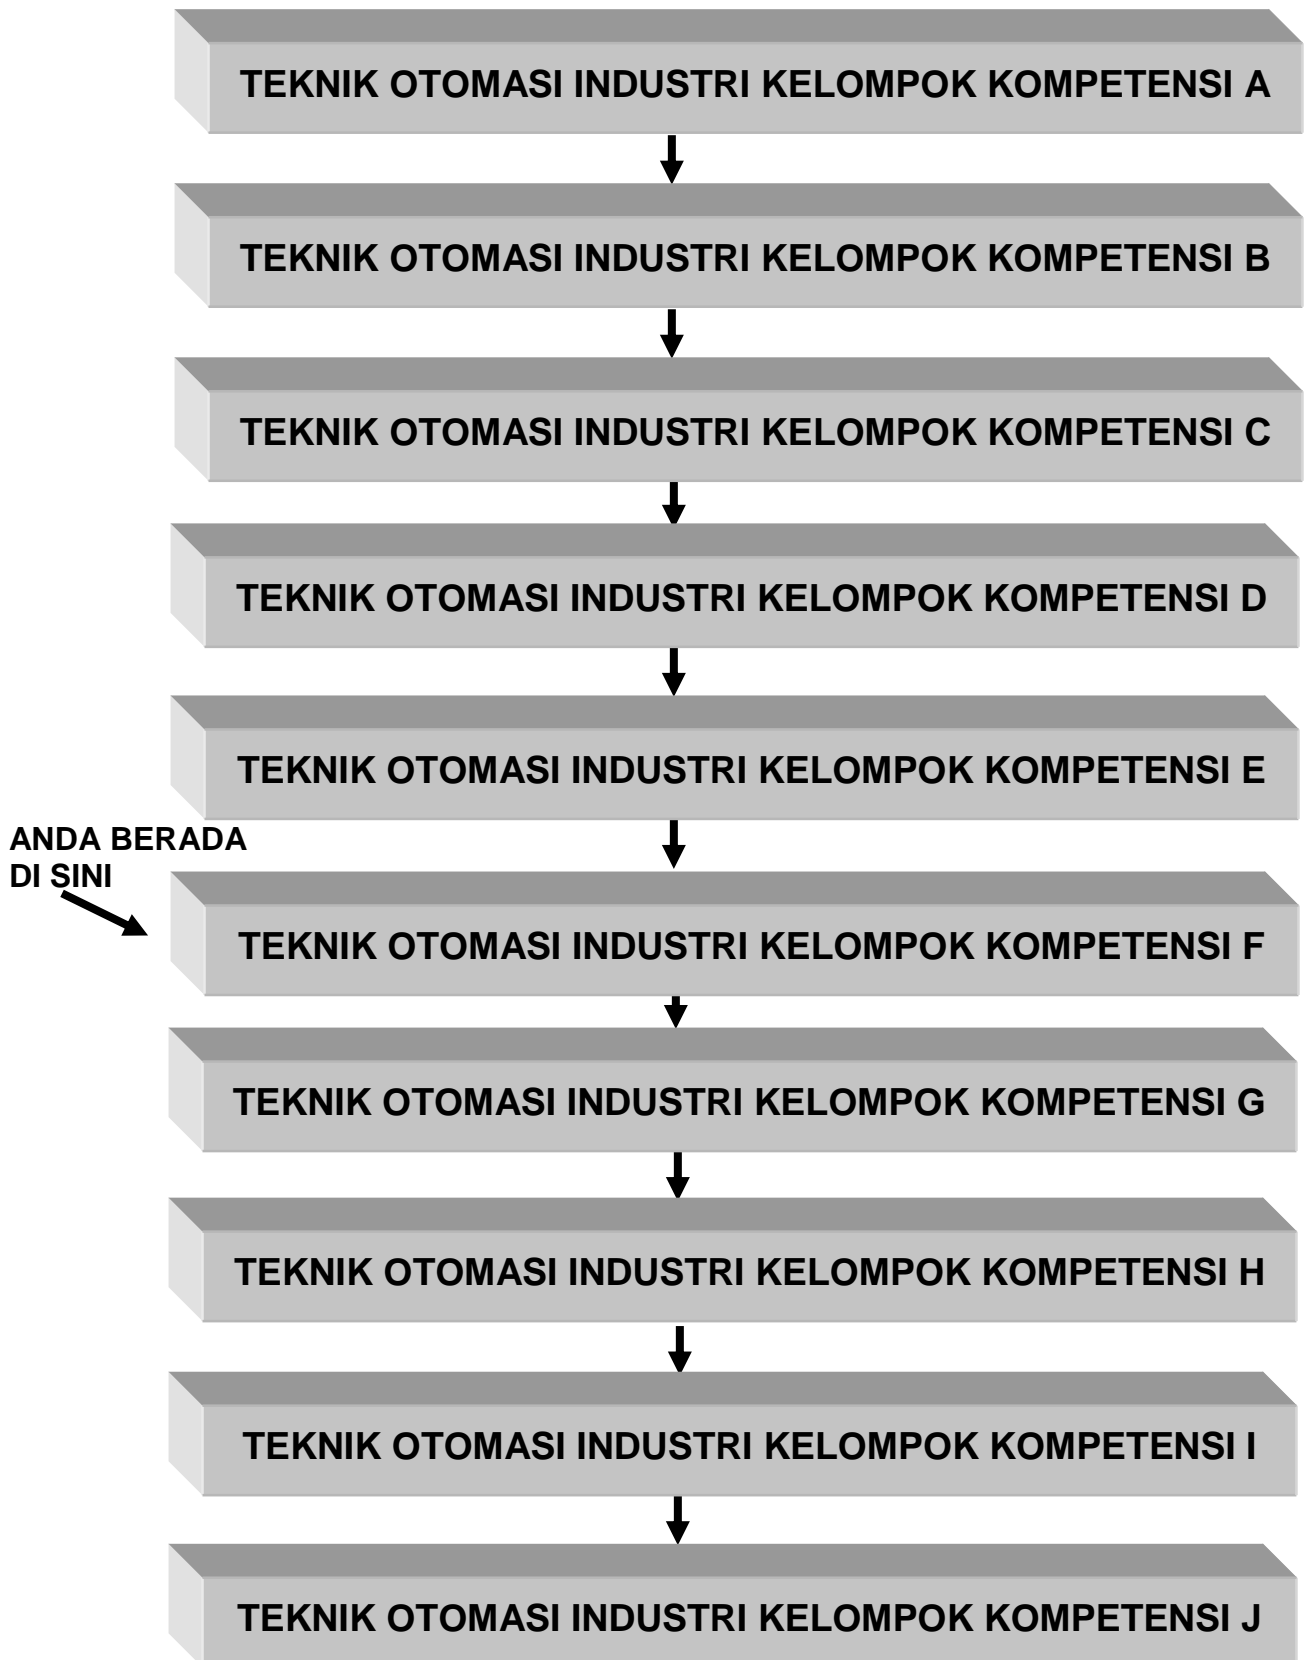 TEKNIK OTOMASI INDUSTRI KELOMPOK KOMPETENSI A
TEKNIK OTOMASI INDUSTRI KELOMPOK KOMPETENSI B
TEKNIK OTOMASI INDUSTRI KELOMPOK KOMPETENSI C
TEKNIK OTOMASI INDUSTRI KELOMPOK KOMPETENSI D
TEKNIK OTOMASI INDUSTRI KELOMPOK KOMPETENSI E
ANDA BERADA
DI SINI
TEKNIK OTOMASI INDUSTRI KELOMPOK KOMPETENSI F
TEKNIK OTOMASI INDUSTRI KELOMPOK KOMPETENSI G
TEKNIK OTOMASI INDUSTRI KELOMPOK KOMPETENSI H
TEKNIK OTOMASI INDUSTRI KELOMPOK KOMPETENSI I
TEKNIK OTOMASI INDUSTRI KELOMPOK KOMPETENSI J